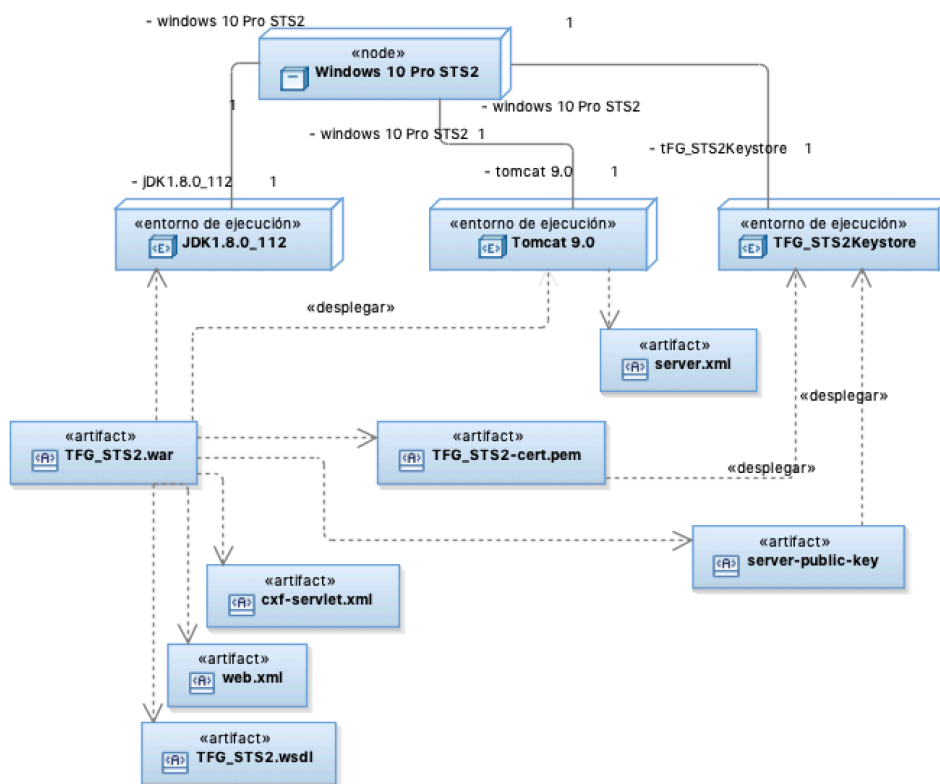 - windows 10 Pro STS2
1
«node»
Windows 10 Pro STS2
1
- windows 10 Pro STS2
- windows 10 Pro STS2 1
- tFG_STS2Keystore 1
- jDK1.8.0_112 1
- tomcat 9.0 1
«entorno de ejecución»
<E> JDK1.8.0_112
«entorno de ejecución»
<E> Tomcat 9.0
«entorno de ejecución»
<E> TFG_STS2Keystore
«desplegar»
«artifact»
<A> server.xml
«desplegar»
«artifact»
<A> TFG_STS2.war
«artifact»
<A> TFG_STS2-cert.pem
«desplegar»
«artifact»
<A> server-public-key
«artifact»
<A> cxf-servlet.xml
«artifact»
<A> web.xml
«artifact»
<A> TFG_STS2.wsdl